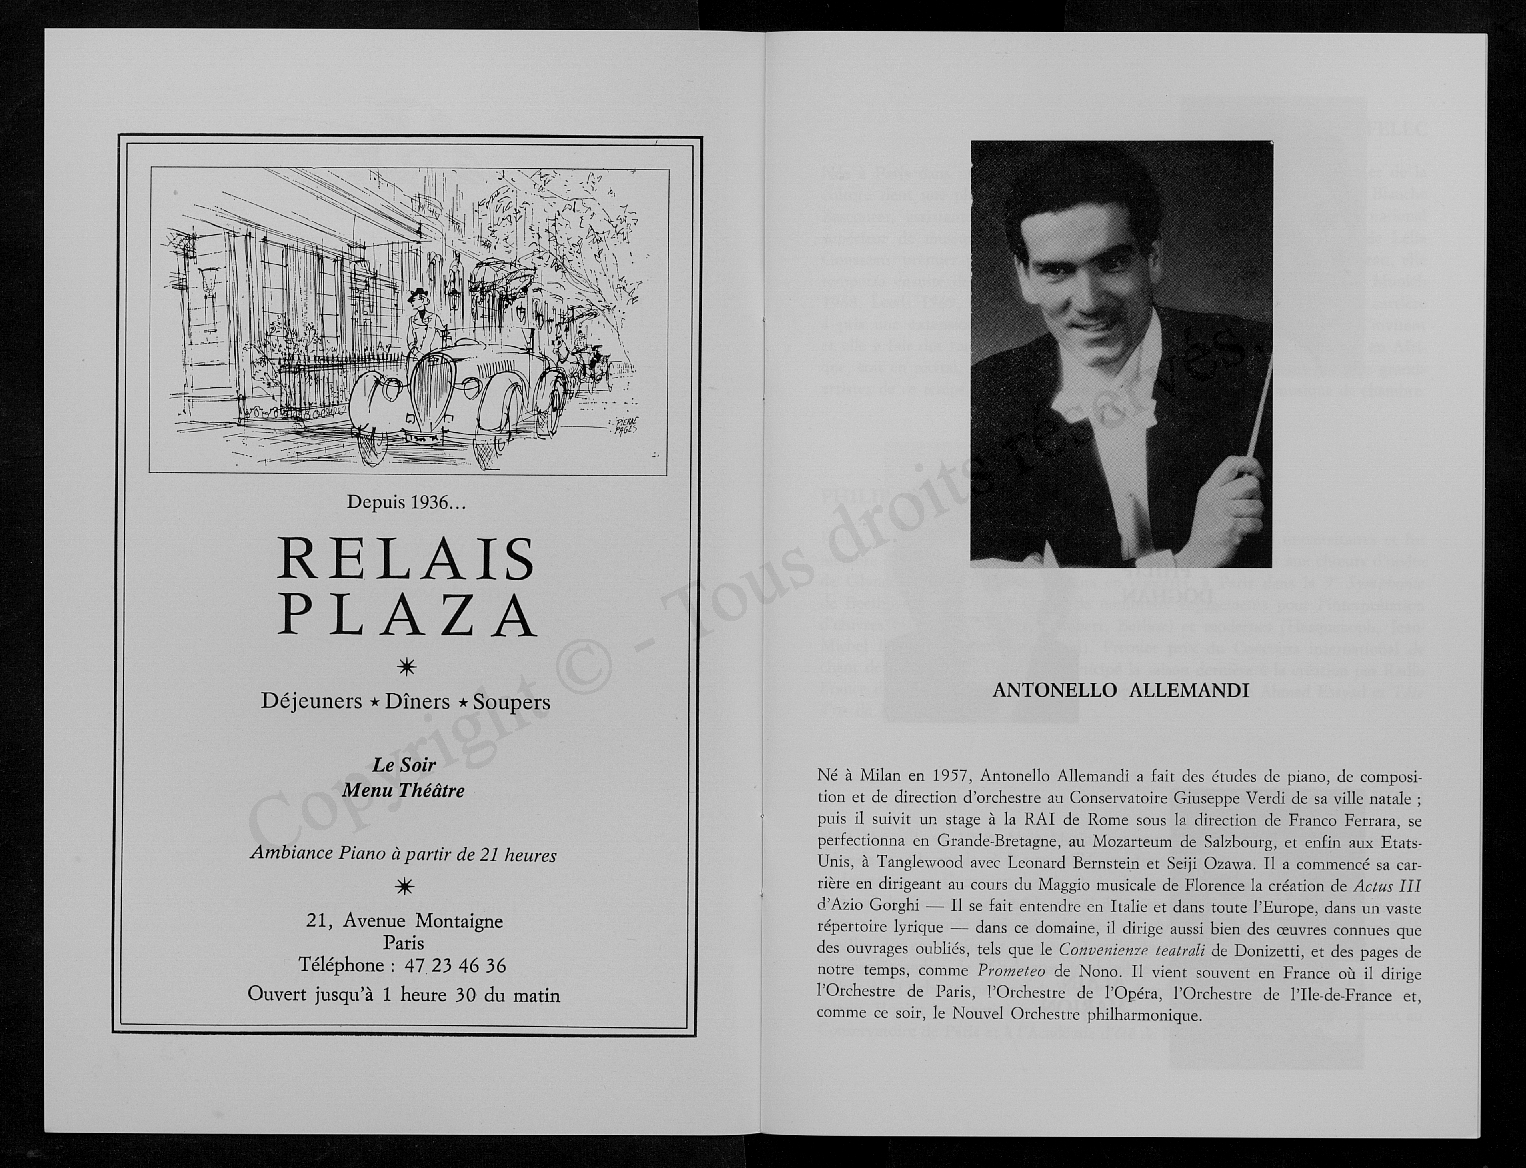 PIERRE
PAGES
Depuis 1936...
RELAIS
PLAZA
Déjeuners ★ Dîners ★ Soupers
Le Soir
Menu Théâtre
Ambiance Piano à partir de 21 heures
21, Avenue Montaigne
Paris
Téléphone : 47 23 46 36
Ouvert jusqu'à 1 heure 30 du matin
Copyright © - Tous droits réservés
ANTONELLO ALLEMANDI
Né à Milan en 1957, Antonello Allemandi a fait des études de piano, de composi-
tion et de direction d'orchestre au Conservatoire Giuseppe Verdi de sa ville natale ;
puis il suivit un stage à la RAI de Rome sous la direction de Franco Ferrara, se
perfectionna en Grande-Bretagne, au Mozarteum de Salzbourg, et enfin aux Etats-
Unis, à Tanglewood avec Leonard Bernstein et Seiji Ozawa. Il a commencé sa car-
rière en dirigeant au cours du Maggio musicale de Florence la création de Actus III
d'Azio Gorghi — Il se fait entendre en Italie et dans toute l'Europe, dans un vaste
répertoire lyrique — dans ce domaine, il dirige aussi bien des œuvres connues que
des ouvrages oubliés, tels que le Convenienze teatrali de Donizetti, et des pages de
notre temps, comme Prometeo de Nono. Il vient souvent en France où il dirige
l'Orchestre de Paris, l'Orchestre de l'Opéra, l'Orchestre de l'Ile-de-France et,
comme ce soir, le Nouvel Orchestre philharmonique.